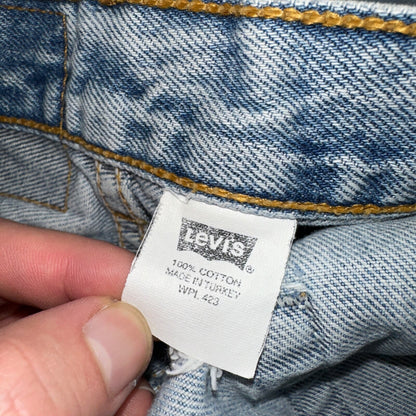 Levi's®
100% COTTON
MADE IN TURKEY
WPL 423